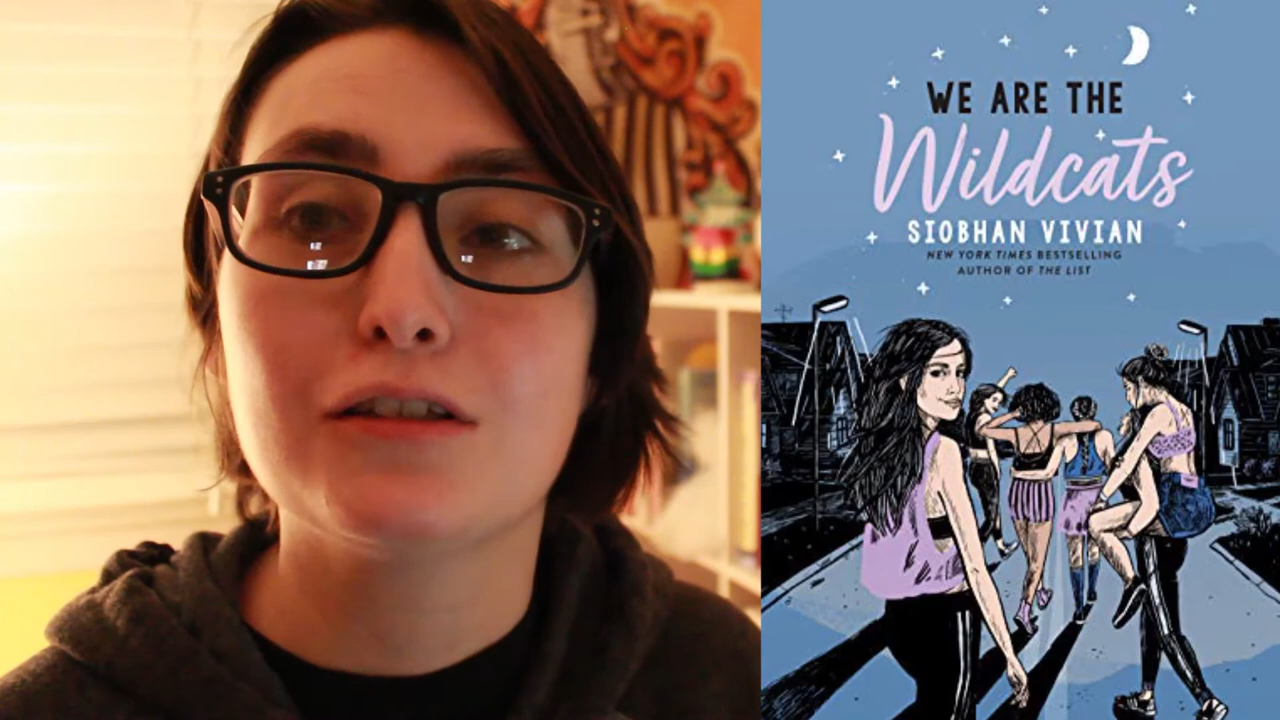 WE ARE THE
Wildcats
SIOBHAN VIVIAN
NEW YORK TIMES BESTSELLING
AUTHOR OF THE LIST